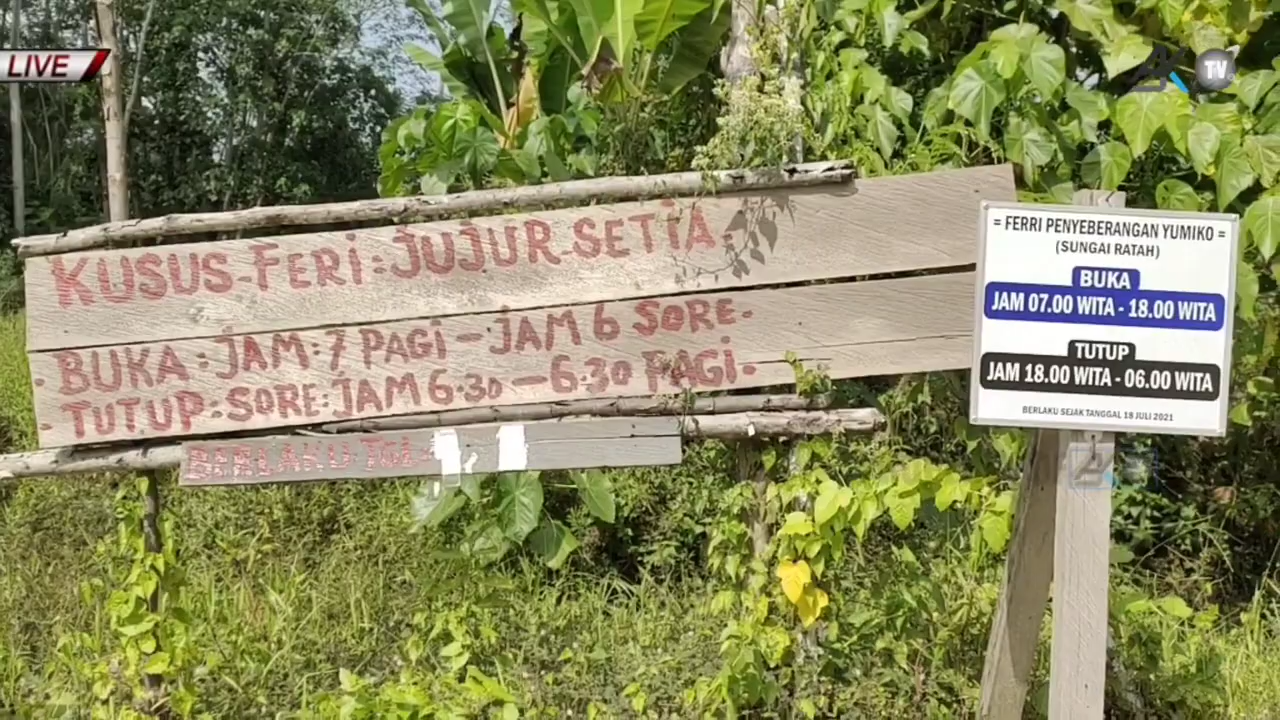 LIVE
TV
KUSUS-FERI:JUJUR SETIA
BUKA:JAM:7 PAGI-JAM 6 SORE.
TUTUP:SORE:JAM 6.30-6.30 PAGI.
BERLAKU
= FERRI PENYEBERANGAN YUMIKO =
(SUNGAI RATAH)
BUKA
JAM 07.00 WITA - 18.00 WITA
TUTUP
JAM 18.00 WITA - 06.00 WITA
BERLAKU SEJAK TANGGAL 18 JULI 2021